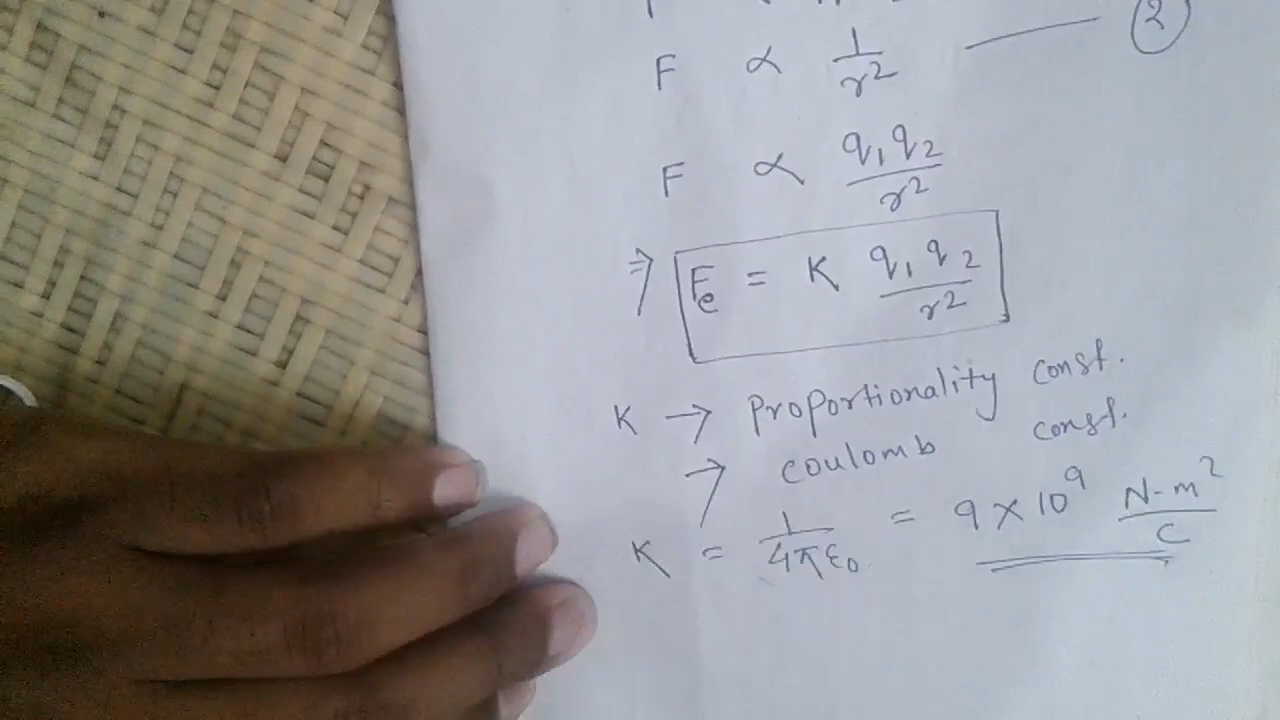 F ∝ 1/r² ——— ②
F ∝ q₁q₂/r²
⇒ Fe = K q₁q₂/r²
K → Proportionality const.
→ coulomb const.
K = 1/4πε₀ = 9×10⁹ N-m²/C